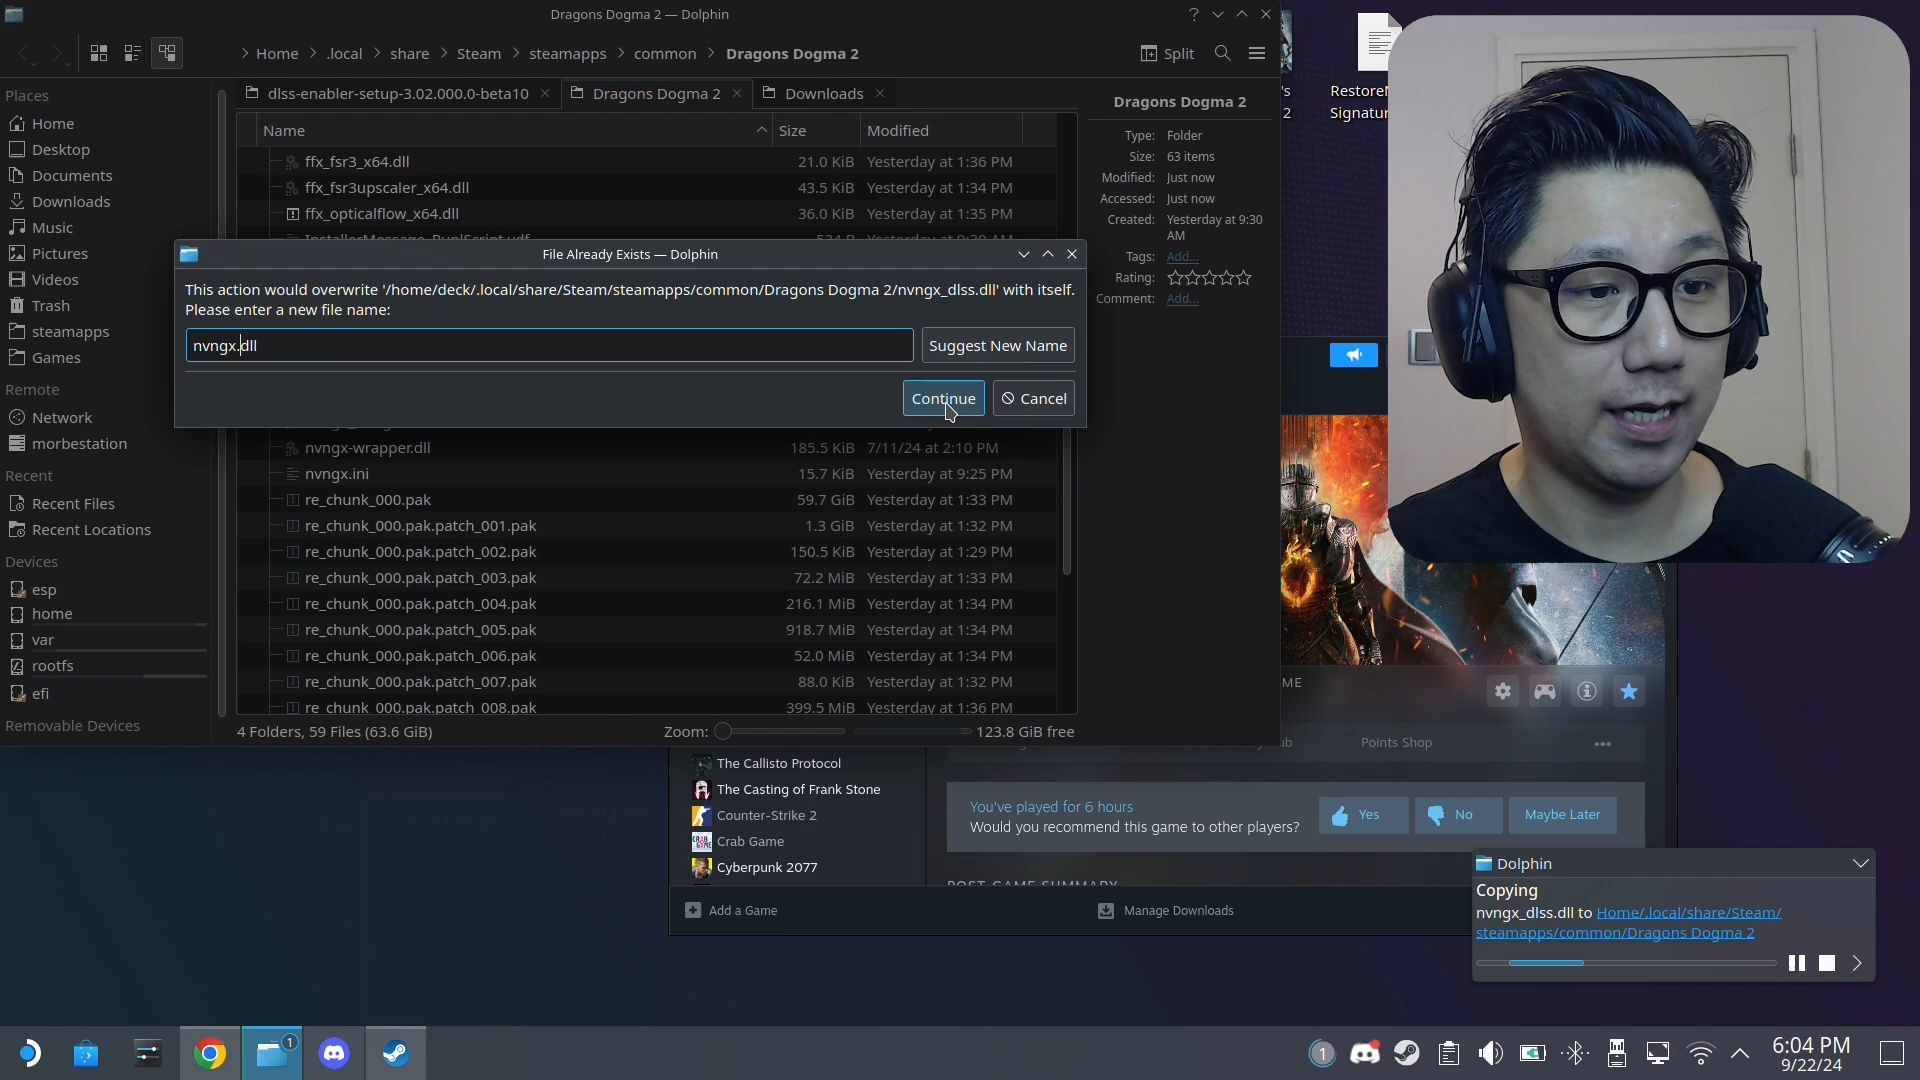 Dragons Dogma 2 — Dolphin
Home
.local
share
Steam
steamapps
common
Dragons Dogma 2
Split
Places
Home
Desktop
Documents
Downloads
Music
Pictures
Videos
Trash
steamapps
Games
Remote
Network
morbestation
Recent
Recent Files
Recent Locations
Devices
esp
home
var
rootfs
efi
Removable Devices
dlss-enabler-setup-3.02.000.0-beta10
Dragons Dogma 2
Downloads
Name Size Modified
ffx_fsr3_x64.dll 21.0 KiB Yesterday at 1:36 PM
ffx_fsr3upscaler_x64.dll 43.5 KiB Yesterday at 1:34 PM
ffx_opticalflow_x64.dll 36.0 KiB Yesterday at 1:35 PM
File Already Exists — Dolphin
This action would overwrite '/home/deck/.local/share/Steam/steamapps/common/Dragons Dogma 2/nvngx_dlss.dll' with itself.
Please enter a new file name:
nvngx.dll
Suggest New Name
Continue
Cancel
nvngx-wrapper.dll 185.5 KiB 7/11/24 at 2:10 PM
nvngx.ini 15.7 KiB Yesterday at 9:25 PM
re_chunk_000.pak 59.7 GiB Yesterday at 1:33 PM
re_chunk_000.pak.patch_001.pak 1.3 GiB Yesterday at 1:32 PM
re_chunk_000.pak.patch_002.pak 150.5 KiB Yesterday at 1:29 PM
re_chunk_000.pak.patch_003.pak 72.2 MiB Yesterday at 1:33 PM
re_chunk_000.pak.patch_004.pak 216.1 MiB Yesterday at 1:34 PM
re_chunk_000.pak.patch_005.pak 918.7 MiB Yesterday at 1:34 PM
re_chunk_000.pak.patch_006.pak 52.0 MiB Yesterday at 1:34 PM
re_chunk_000.pak.patch_007.pak 88.0 KiB Yesterday at 1:32 PM
re_chunk_000.pak.patch_008.pak 399.5 MiB Yesterday at 1:36 PM
4 Folders, 59 Files (63.6 GiB)
Zoom:
123.8 GiB free
Dragons Dogma 2
Type: Folder
Size: 63 items
Modified: Just now
Accessed: Just now
Created: Yesterday at 9:30
AM
Tags: Add...
Rating:
Comment: Add...
's
2
Signatur
ME
Points Shop
The Callisto Protocol
The Casting of Frank Stone
Counter-Strike 2
Crab Game
Cyberpunk 2077
You've played for 6 hours
Would you recommend this game to other players?
Yes
No
Maybe Later
POST-GAME SUMMARY
Add a Game
Manage Downloads
Dolphin
Copying
nvngx_dlss.dll to Home/.local/share/Steam/
steamapps/common/Dragons Dogma 2
1
1
6:04 PM
9/22/24